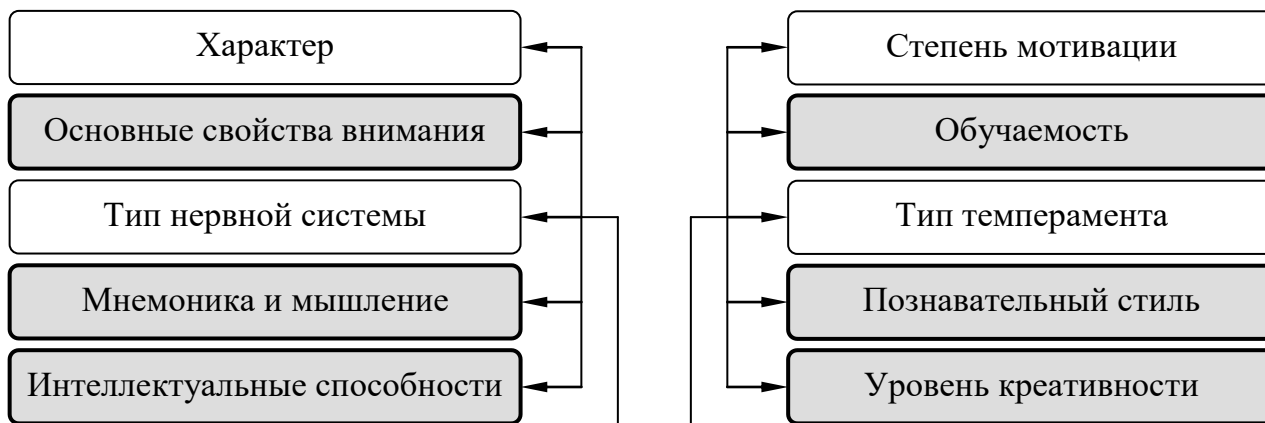 Характер
Основные свойства внимания
Тип нервной системы
Мнемоника и мышление
Интеллектуальные способности
Степень мотивации
Обучаемость
Тип темперамента
Познавательный стиль
Уровень креативности